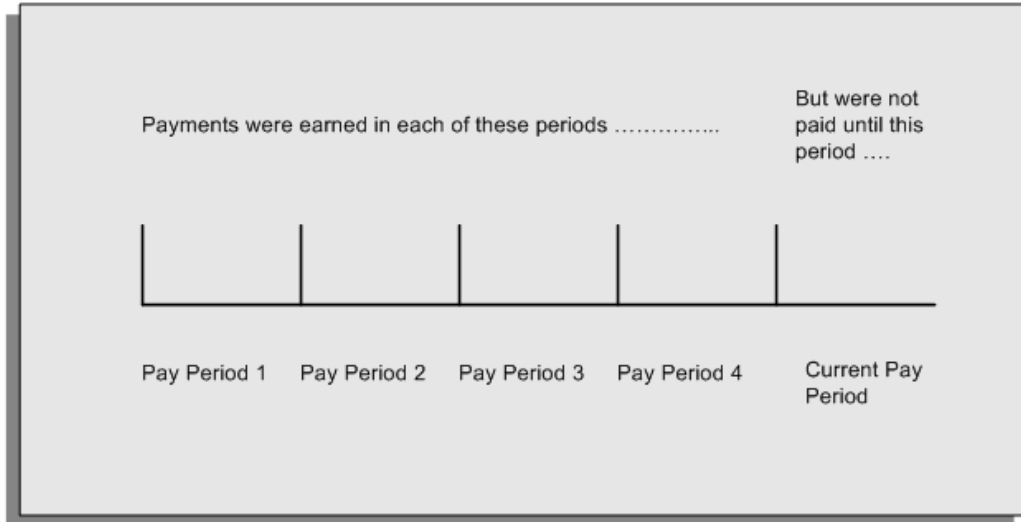 Payments were earned in each of these periods …………...
But were not
paid until this
period ….
Pay Period 1
Pay Period 2
Pay Period 3
Pay Period 4
Current Pay
Period